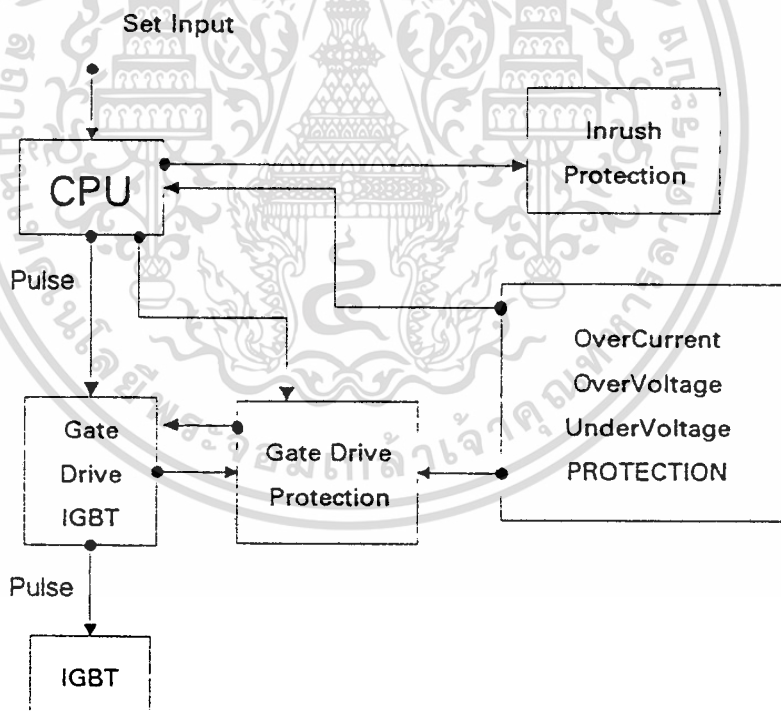 Set Input
CPU
Inrush
Protection
Pulse
OverCurrent
OverVoltage
UnderVoltage
PROTECTION
Gate
Drive
IGBT
Gate Drive
Protection
Pulse
IGBT